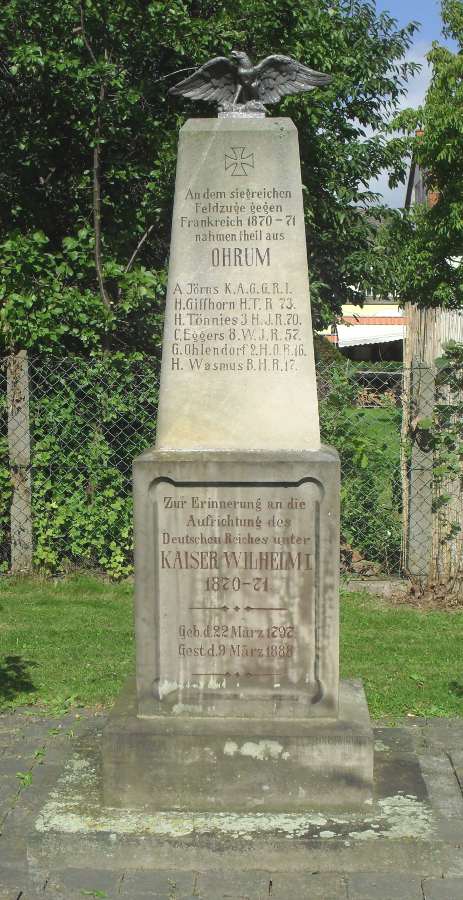 An dem siegreichen
Feldzuge gegen
Frankreich 1870-71
nahmen theil aus
OHRUM
A. Jörns K.A.G.G.R.I.
H. Giffhorn H.T.R 73.
H. Tönnies 3 H.J.R 70.
C. Eggers 8.W.J.R 57.
G. Ohlendorf 2.H.O.R.16.
H. Wasmus B.H.R.17.
Zur Erinnerung an die
Aufrichtung des
Deutschen Reiches unter
KAISER WILHELM I.
1870-71
Geb. d. 22 März 1797
Gest. d. 9 März 1888